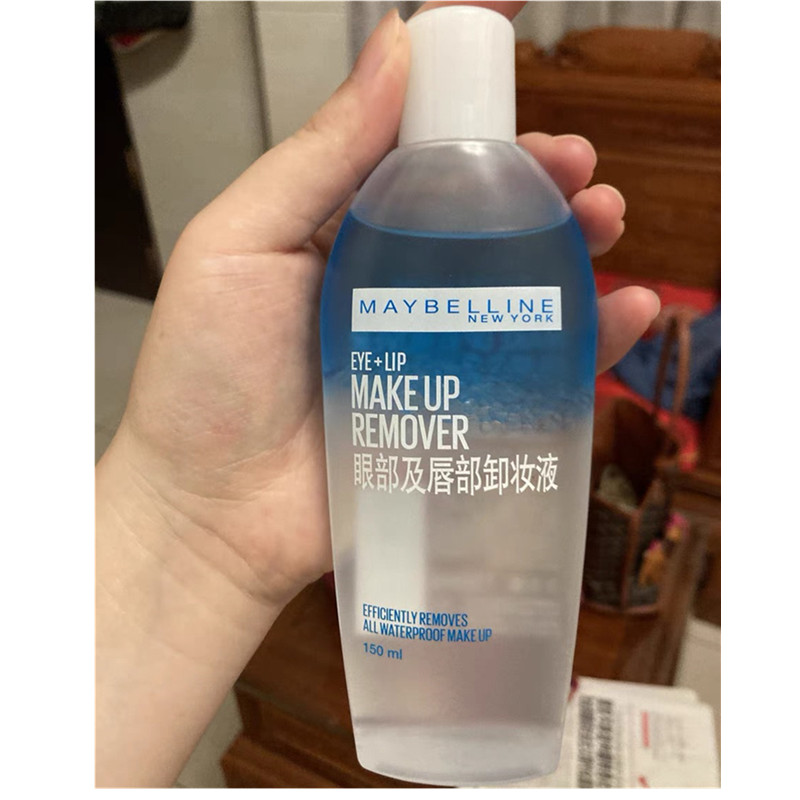 MAYBELLINE
NEW YORK
EYE+LIP
MAKE UP
REMOVER
眼部及唇部卸妆液
EFFICIENTLY REMOVES
ALL WATERPROOF MAKE UP
150 ml